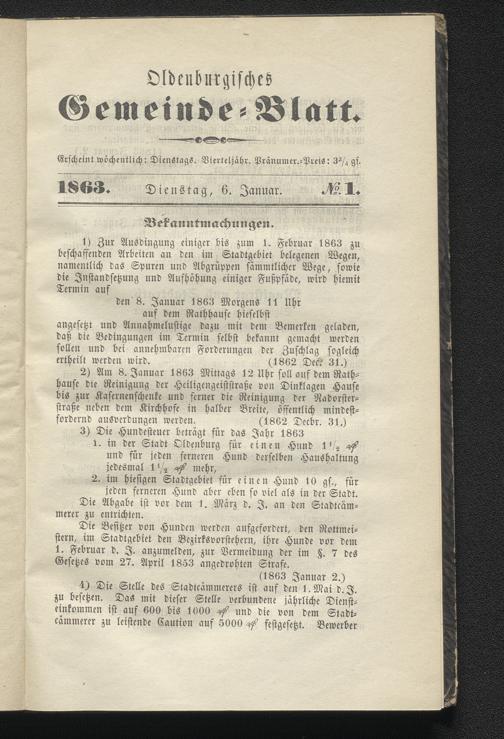 Oldenburgisches
Gemeinde-Blatt.
Erscheint wöchentlich: Dienstags. Vierteljähr. Pränumer.-Preis: 3³/₄ gs.
1863. Dienstag, 6. Januar. №. 1.
Bekanntmachungen.
1) Zur Ausdingung einiger bis zum 1. Februar 1863 zu
beschaffenden Arbeiten an den im Stadtgebiet belegenen Wegen,
namentlich das Spuren und Abgrüppen sämmtlicher Wege, sowie
die Instandsetzung und Aufhöhung einiger Fußpfade, wird hiemit
Termin auf
den 8. Januar 1863 Morgens 11 Uhr
auf dem Rathhause hieselbst
angesetzt und Annahmelustige dazu mit dem Bemerken geladen,
daß die Bedingungen im Termin selbst bekannt gemacht werden
sollen und bei annehmbaren Forderungen der Zuschlag sogleich
ertheilt werden wird. (1862 Dec. 31.)
2) Am 8. Januar 1863 Mittags 12 Uhr soll auf dem Rath-
hause die Reinigung der Heiligengeiststraße von Dinklagen Hause
bis zur Kasernenschenke und ferner die Reinigung der Nadorster-
straße neben dem Kirchhofe in halber Breite, öffentlich mindest-
fordernd ausverdungen werden. (1862 Decbr. 31.)
3) Die Hundesteuer beträgt für das Jahr 1863
1. in der Stadt Oldenburg für einen Hund 1¹/₂ ₰
und für jeden ferneren Hund derselben Haushaltung
jedesmal 1¹/₂ ₰ mehr,
2. im hiesigen Stadtgebiet für einen Hund 10 gs., für
jeden ferneren Hund aber eben so viel als in der Stadt.
Die Abgabe ist vor dem 1. März d. J. an den Stadtcäm-
merer zu entrichten.
Die Besitzer von Hunden werden aufgefordert, den Rottmei-
stern, im Stadtgebiet den Bezirksvorstehern, ihre Hunde vor dem
1. Februar d. J. anzumelden, zur Vermeidung der im §. 7 des
Gesetzes vom 27. April 1853 angedrohten Strafe.
(1863 Januar 2.)
4) Die Stelle des Stadtcämmerers ist auf den 1. Mai d. J.
zu besetzen. Das mit dieser Stelle verbundene jährliche Dienst-
einkommen ist auf 600 bis 1000 ₰ und die von dem Stadt-
cämmerer zu leistende Caution auf 5000 ₰ festgesetzt. Bewerber